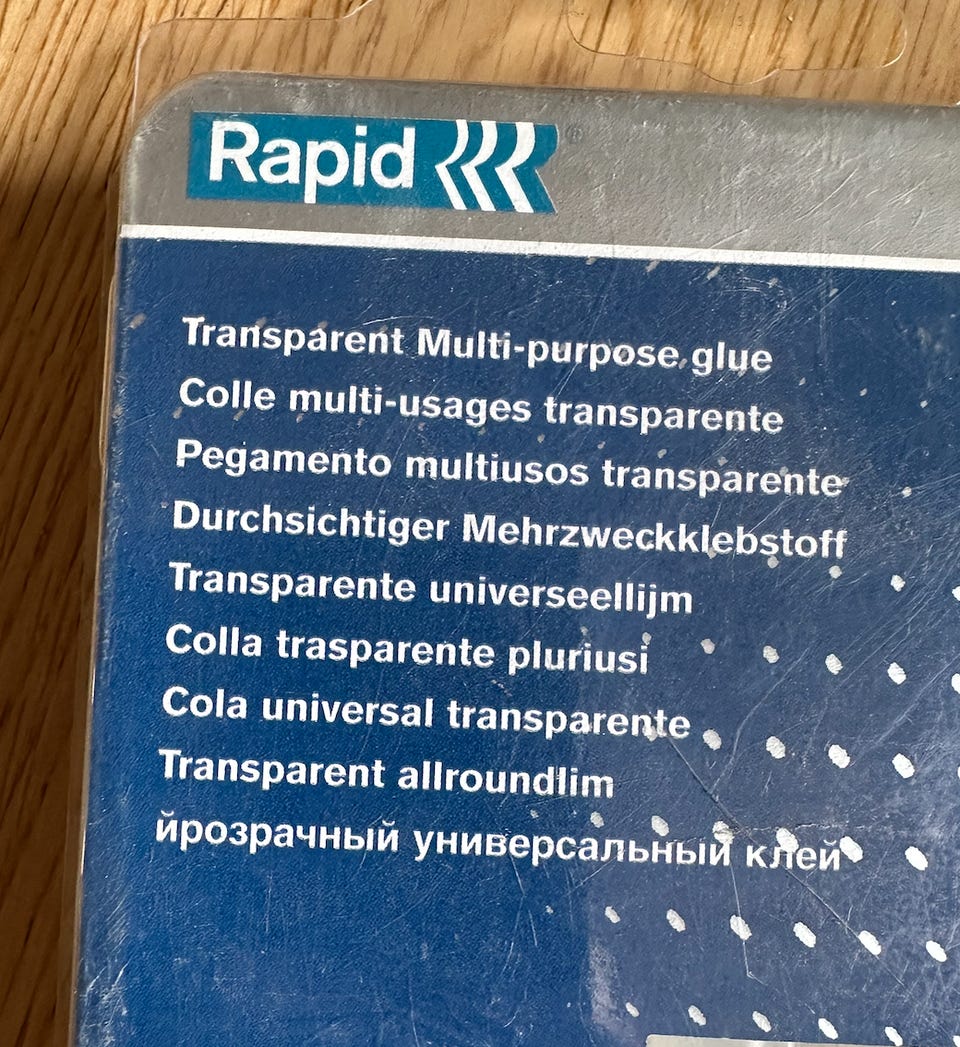 Rapid
Transparent Multi-purpose glue
Colle multi-usages transparente
Pegamento multiusos transparente
Durchsichtiger Mehrzweckklebstoff
Transparente universeellijm
Colla trasparente pluriusi
Cola universal transparente
Transparent allroundlim
йрозрачный универсальный клей